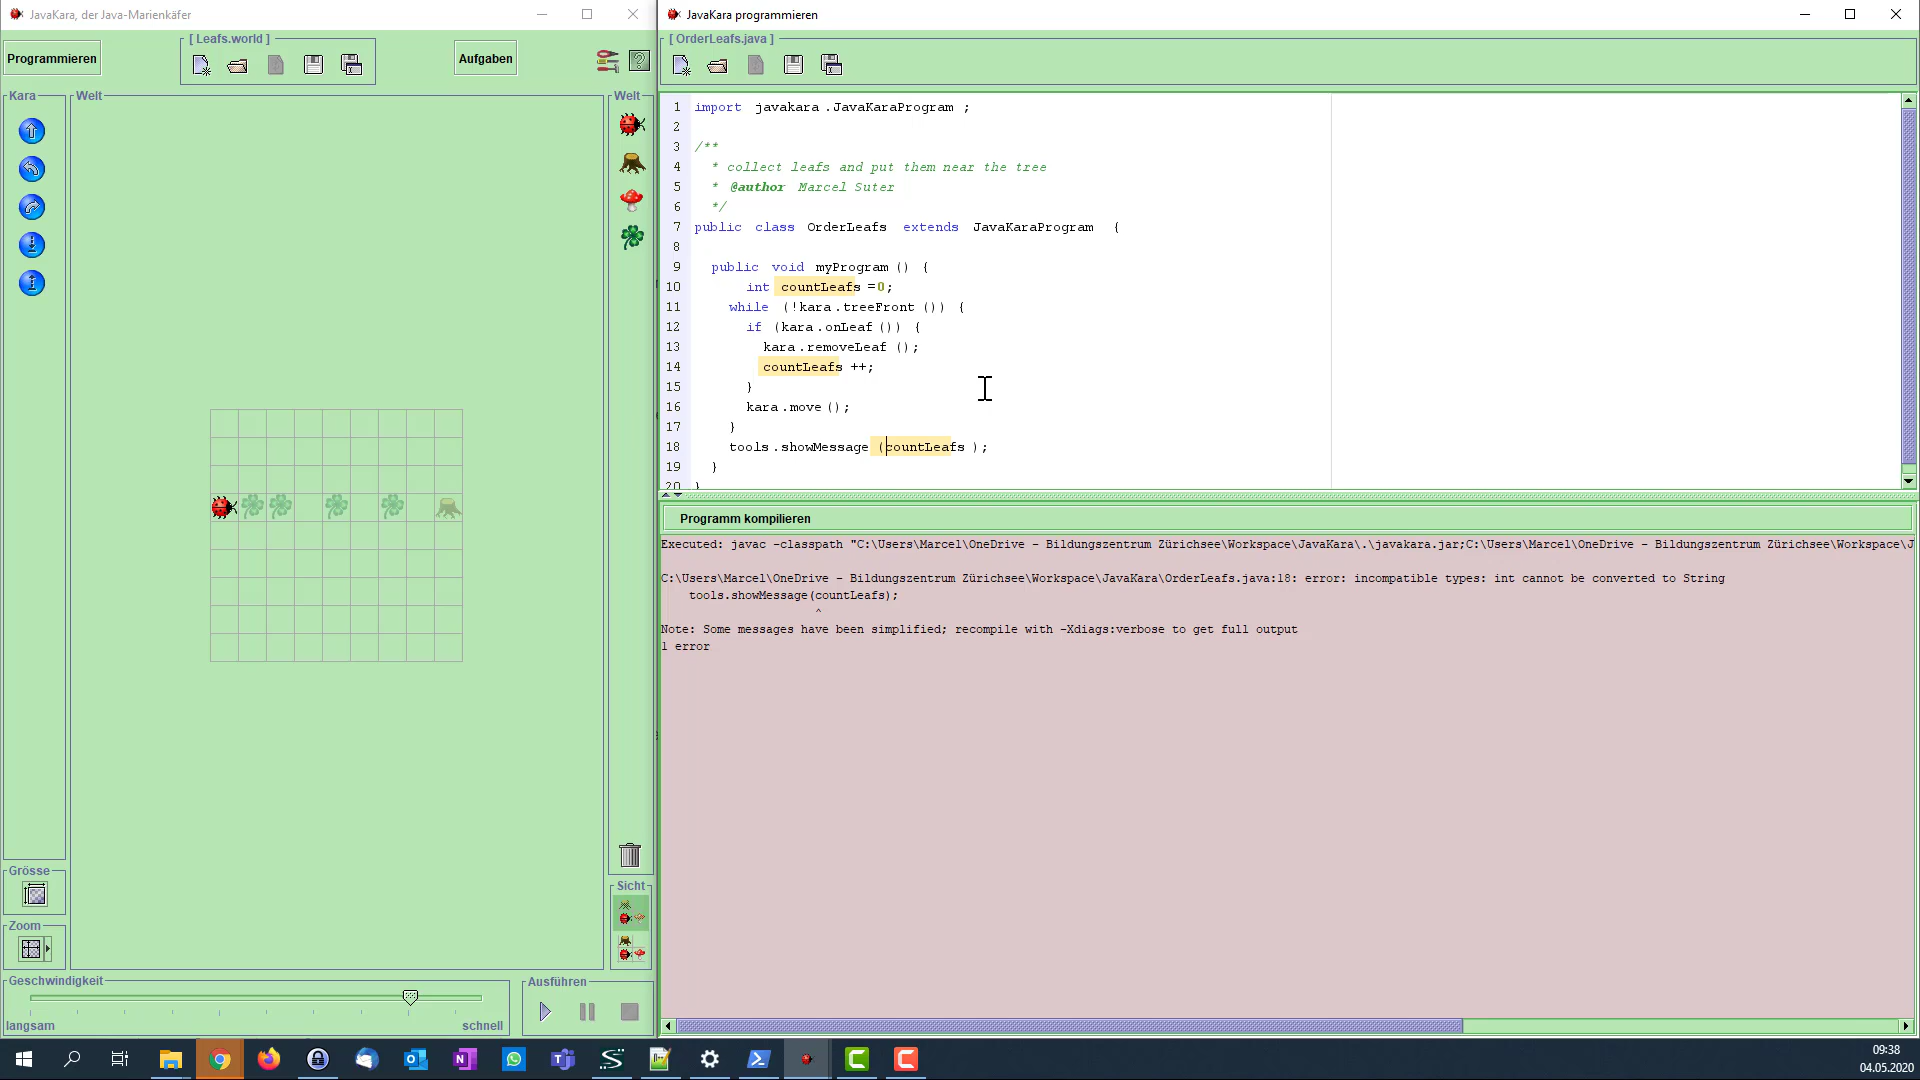 JavaKara, der Java-Marienkäfer
Programmieren
[ Leafs.world ]
Aufgaben
Kara
Welt
Welt
Grösse
Zoom
Sicht
Geschwindigkeit
langsam
schnell
Ausführen
JavaKara programmieren
[ OrderLeafs.java ]
1 import javakara.JavaKaraProgram;
2
3 /**
4 * collect leafs and put them near the tree
5 * @author Marcel Suter
6 */
7 public class OrderLeafs extends JavaKaraProgram {
8
9 public void myProgram() {
10 int countLeafs=0;
11 while (!kara.treeFront()) {
12 if (kara.onLeaf()) {
13 kara.removeLeaf();
14 countLeafs++;
15 }
16 kara.move();
17 }
18 tools.showMessage(countLeafs);
19 }
20 }
Programm kompilieren
Executed: javac -classpath "C:\Users\Marcel\OneDrive - Bildungszentrum Zürichsee\Workspace\JavaKara\.\javakara.jar;C:\Users\Marcel\OneDrive - Bildungszentrum Zürichsee\Workspace\J
C:\Users\Marcel\OneDrive - Bildungszentrum Zürichsee\Workspace\JavaKara\OrderLeafs.java:18: error: incompatible types: int cannot be converted to String
tools.showMessage(countLeafs);
^
Note: Some messages have been simplified; recompile with -Xdiags:verbose to get full output
1 error
09:38
04.05.2020